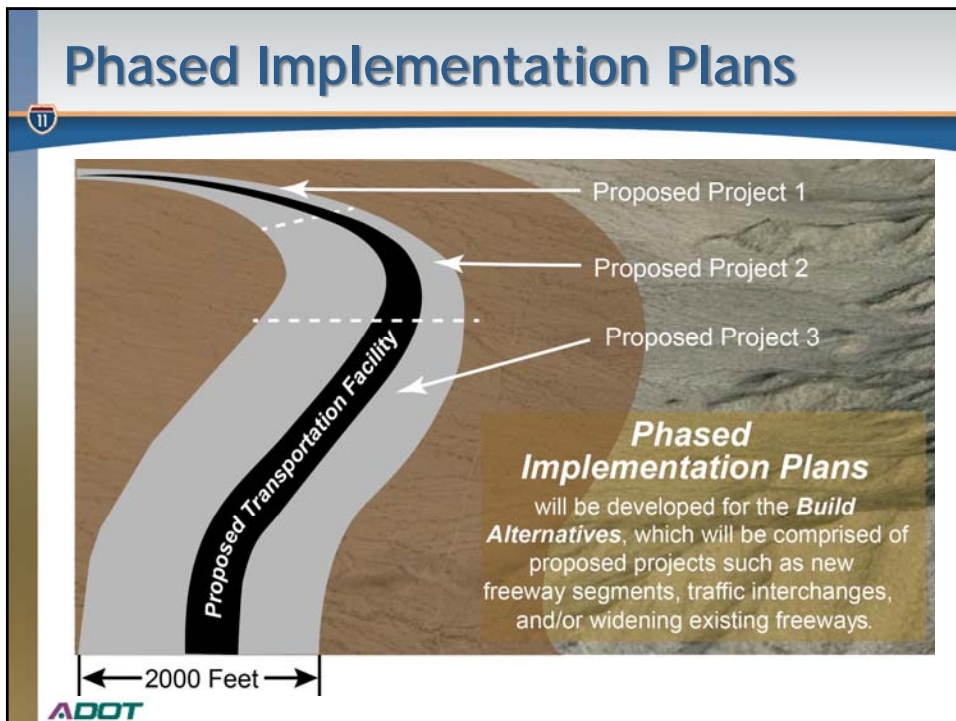 Phased Implementation Plans
11
Proposed Project 1
Proposed Project 2
Proposed Project 3
Proposed Transportation Facility
Phased
Implementation Plans
will be developed for the Build
Alternatives, which will be comprised of
proposed projects such as new
freeway segments, traffic interchanges,
and/or widening existing freeways.
2000 Feet
ADOT